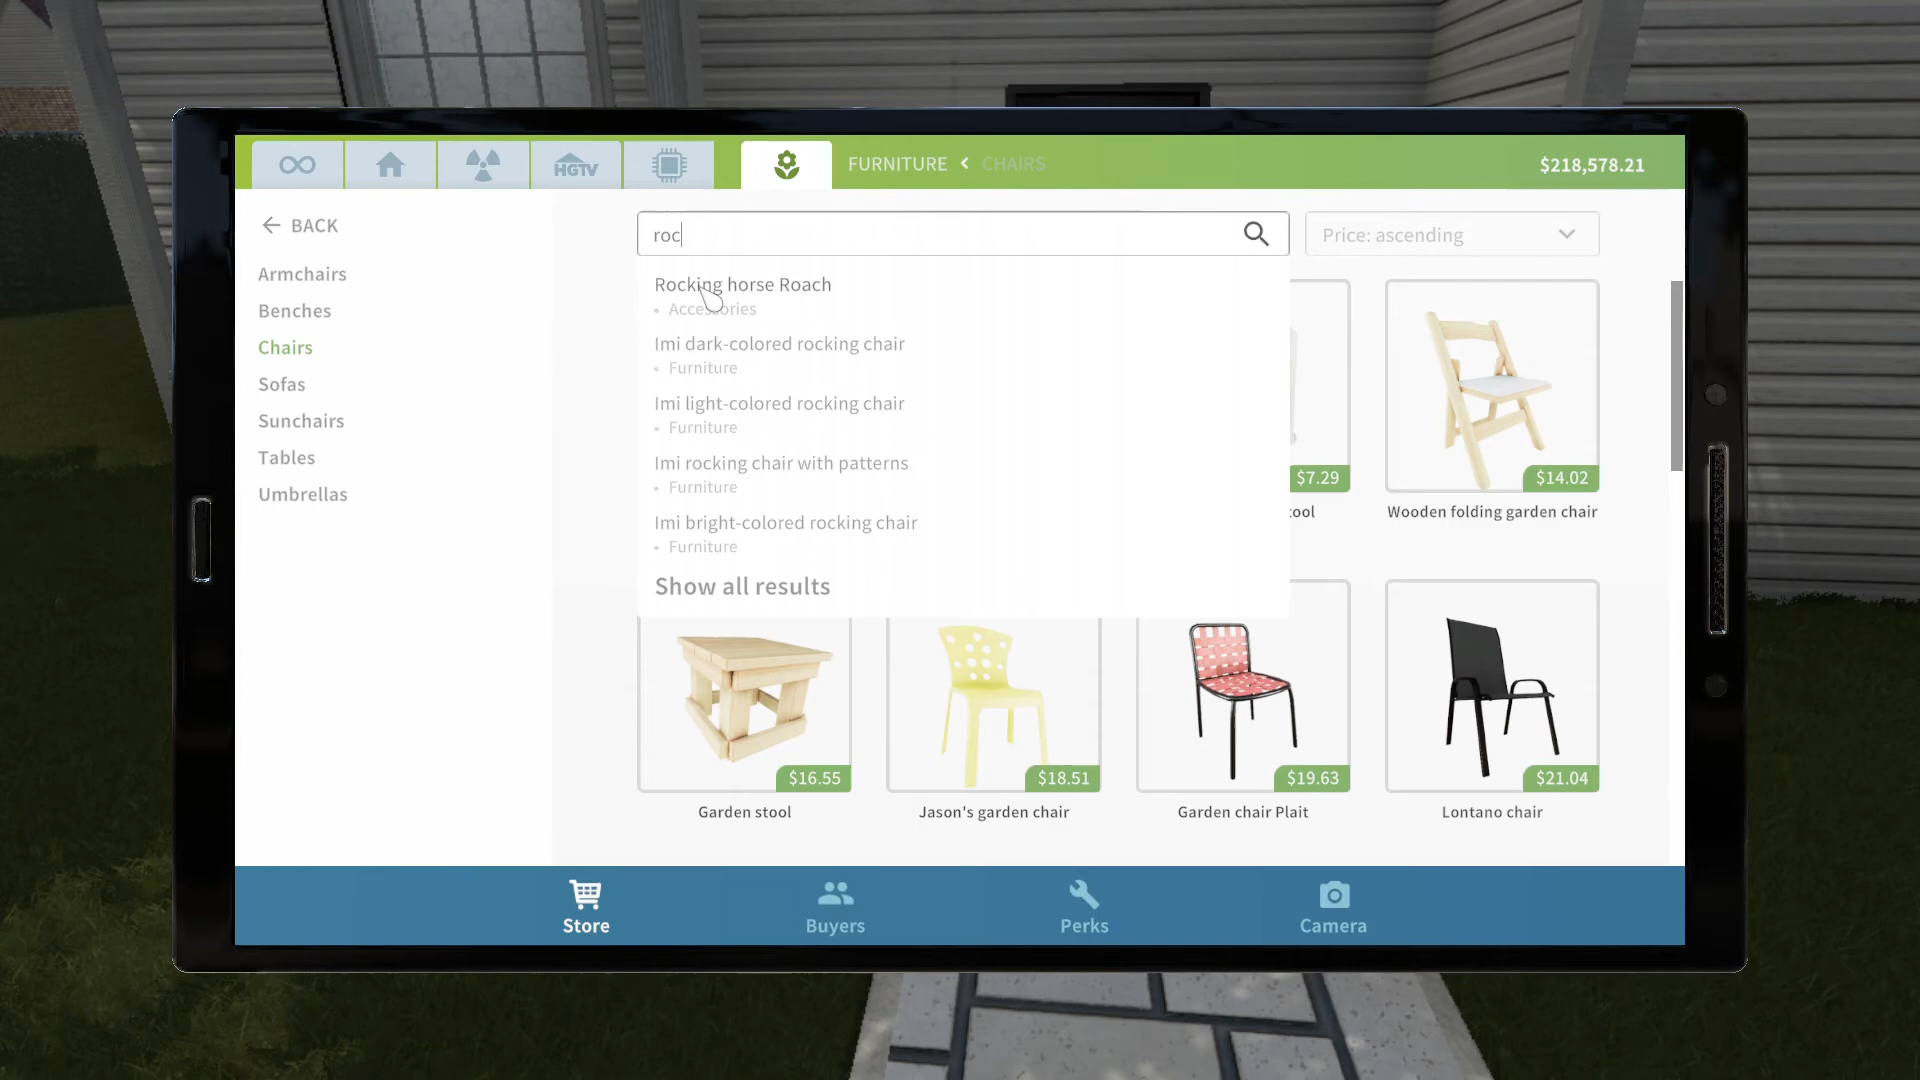 HGTV
FURNITURE
CHAIRS
$218,578.21
BACK
Armchairs
Benches
Chairs
Sofas
Sunchairs
Tables
Umbrellas
roc
Price: ascending
Rocking horse Roach
Accessories
Imi dark-colored rocking chair
Furniture
Imi light-colored rocking chair
Furniture
Imi rocking chair with patterns
Furniture
Imi bright-colored rocking chair
Furniture
Show all results
$7.29
$14.02
ool
Wooden folding garden chair
$16.55
$18.51
$19.63
$21.04
Garden stool
Jason's garden chair
Garden chair Plait
Lontano chair
Store
Buyers
Perks
Camera